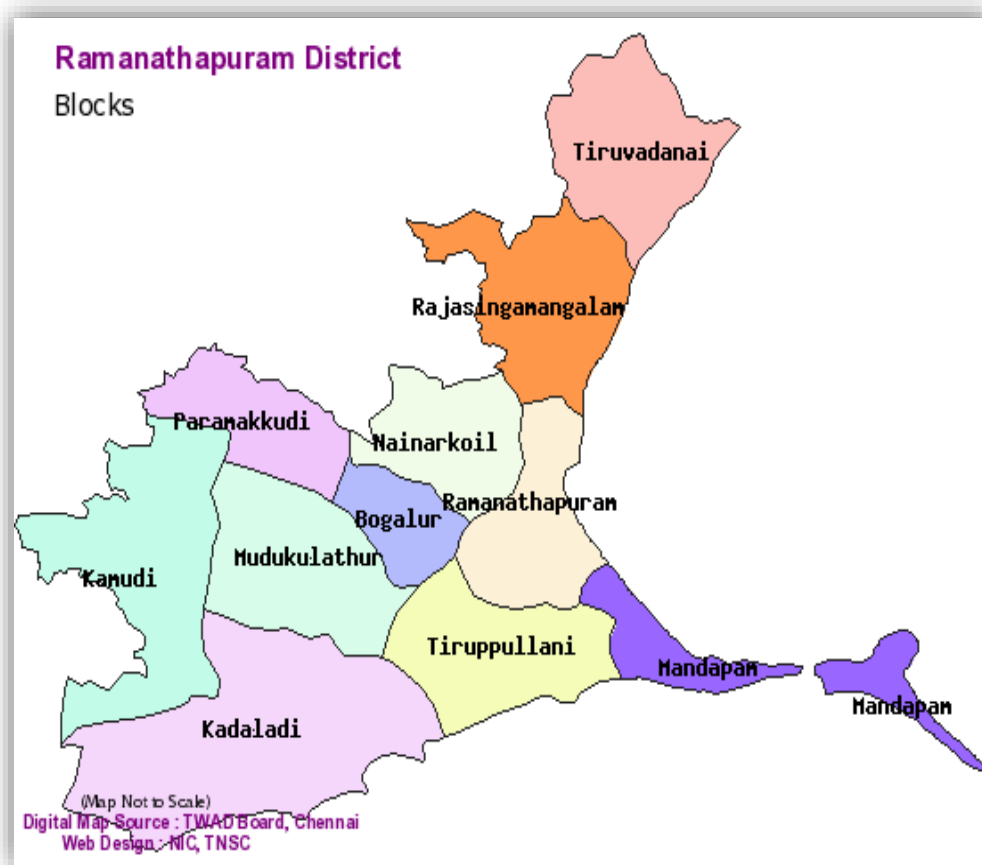 Ramanathapuram District
Blocks
Tiruvadanai
Rajasingamangalam
Paramakkudi
Nainarkoil
Ramanathapuram
Bogalur
Mudukulathur
Kamudi
Tiruppullani
Mandapam
Mandapam
Kadaladi
(Map Not to Scale)
Digital Map Source : TWAD Board, Chennai
Web Design : NIC, TNSC